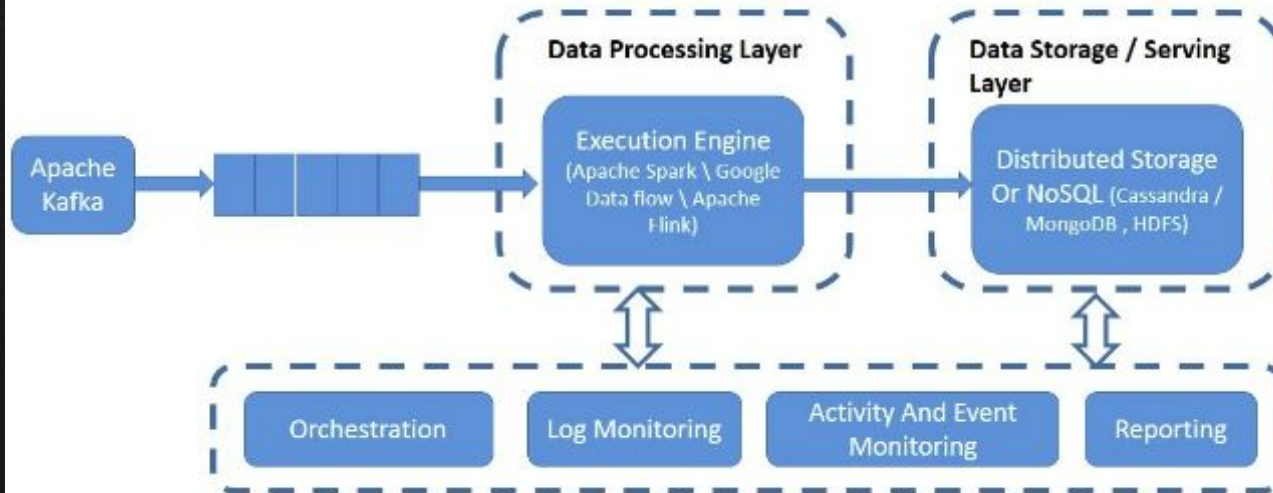 Data Processing Layer
Data Storage / Serving
Layer
Apache
Kafka
Execution Engine
(Apache Spark \ Google
Data flow \ Apache
Flink)
Distributed Storage
Or NoSQL (Cassandra /
MongoDB , HDFS)
Orchestration
Log Monitoring
Activity And Event
Monitoring
Reporting